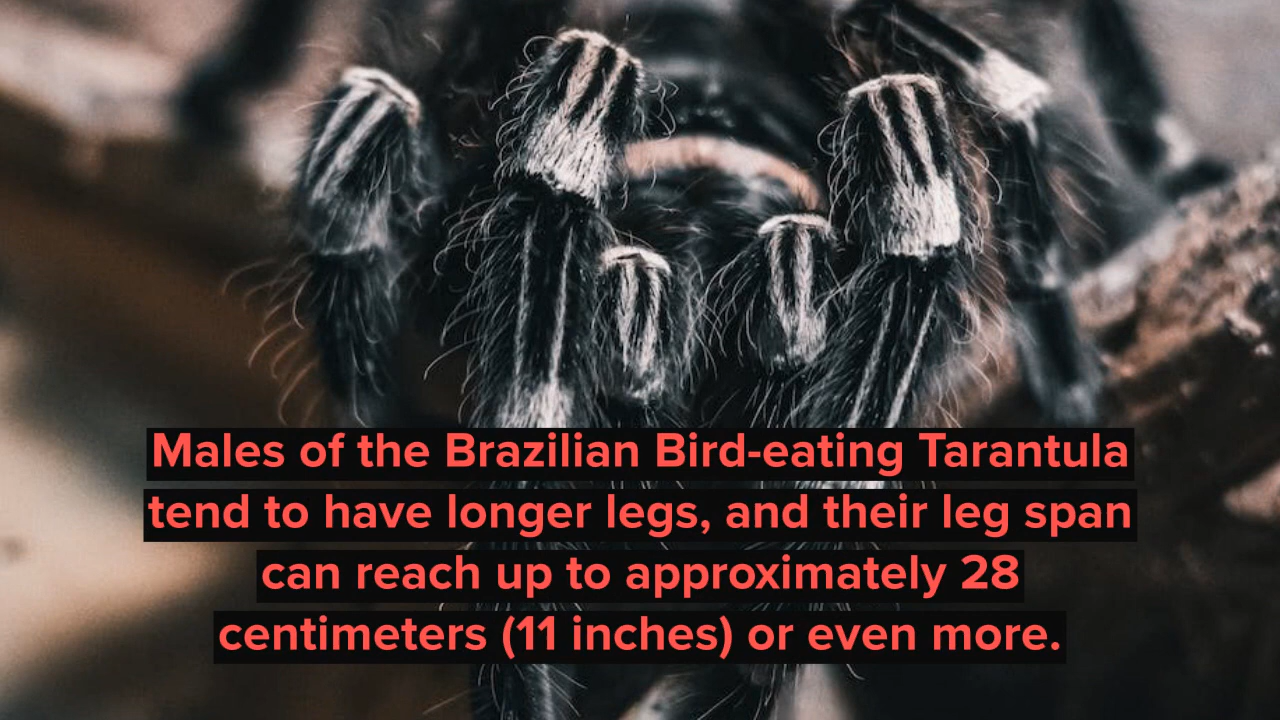 Males of the Brazilian Bird-eating Tarantula
tend to have longer legs, and their leg span
can reach up to approximately 28
centimeters (11 inches) or even more.